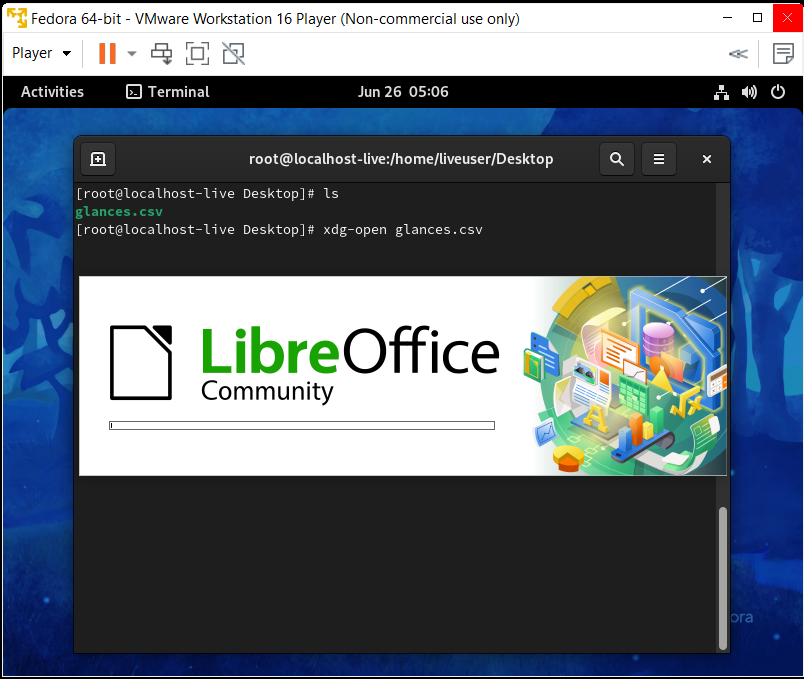 Fedora 64-bit - VMware Workstation 16 Player (Non-commercial use only)
Player
Activities
Terminal
Jun 26 05:06
root@localhost-live:/home/liveuser/Desktop
[root@localhost-live Desktop]# ls
glances.csv
[root@localhost-live Desktop]# xdg-open glances.csv
LibreOffice
Community
ora